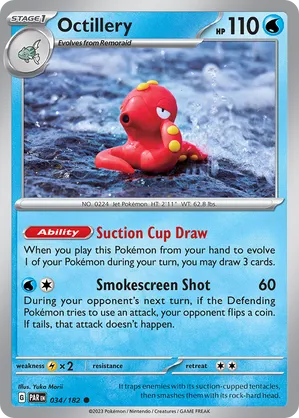 STAGE 1 Octillery HP 110
Evolves from Remoraid
NO. 0224 Jet Pokémon HT: 2'11" WT: 62.8 lbs.
Ability Suction Cup Draw
When you play this Pokémon from your hand to evolve
1 of your Pokémon during your turn, you may draw 3 cards.
Smokescreen Shot 60
During your opponent's next turn, if the Defending
Pokémon tries to use an attack, your opponent flips a coin.
If tails, that attack doesn't happen.
weakness ×2 resistance retreat
Illus. Yuka Morii
G PAR EN 034/182
It traps enemies with its suction-cupped tentacles,
then smashes them with its rock-hard head.
©2023 Pokémon / Nintendo / Creatures / GAME FREAK